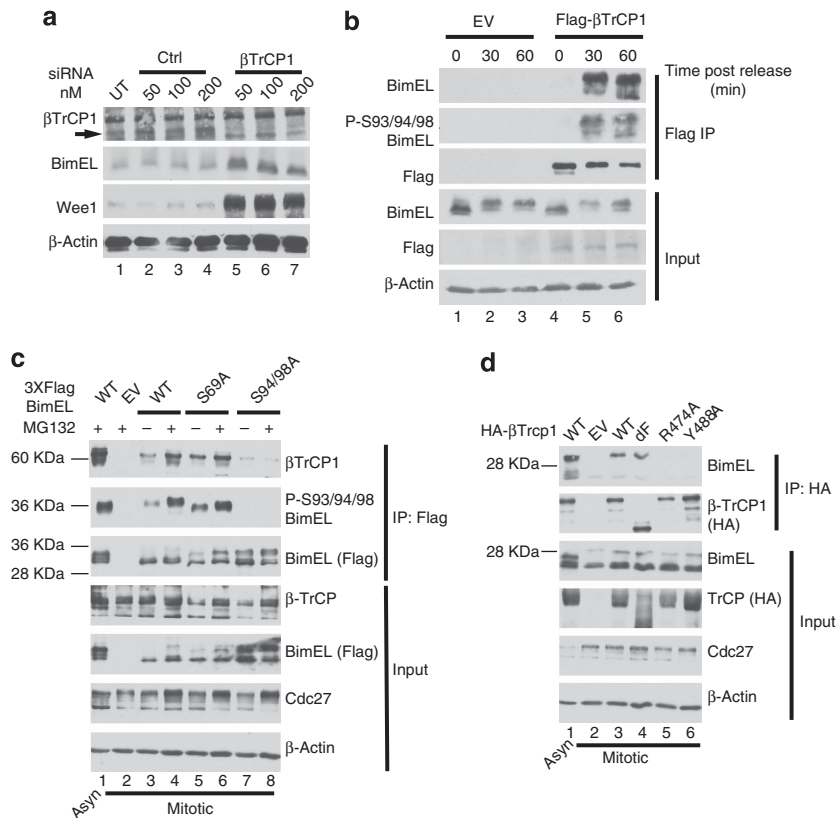 a
siRNA
nM
Ctrl
βTrCP1
UT
50
100
200
50
100
200
βTrCP1
BimEL
Wee1
β-Actin
1 2 3 4 5 6 7
b
EV
Flag-βTrCP1
0 30 60 0 30 60
Time post release
(min)
BimEL
P-S93/94/98
BimEL
Flag
Flag IP
BimEL
Flag
β-Actin
Input
1 2 3 4 5 6
c
3XFlag
BimEL
WT EV WT S69A S94/98A
MG132 + + – + – + – +
60 KDa
βTrCP1
36 KDa
P-S93/94/98
BimEL
36 KDa
BimEL (Flag)
28 KDa
IP: Flag
β-TrCP
BimEL (Flag)
Cdc27
β-Actin
Input
1 2 3 4 5 6 7 8
Asyn
Mitotic
d
HA-βTrcp1
WT EV WT dF R474A Y488A
28 KDa
BimEL
β-TrCP1
(HA)
IP: HA
28 KDa
BimEL
TrCP (HA)
Cdc27
β-Actin
Input
1 2 3 4 5 6
Asyn
Mitotic